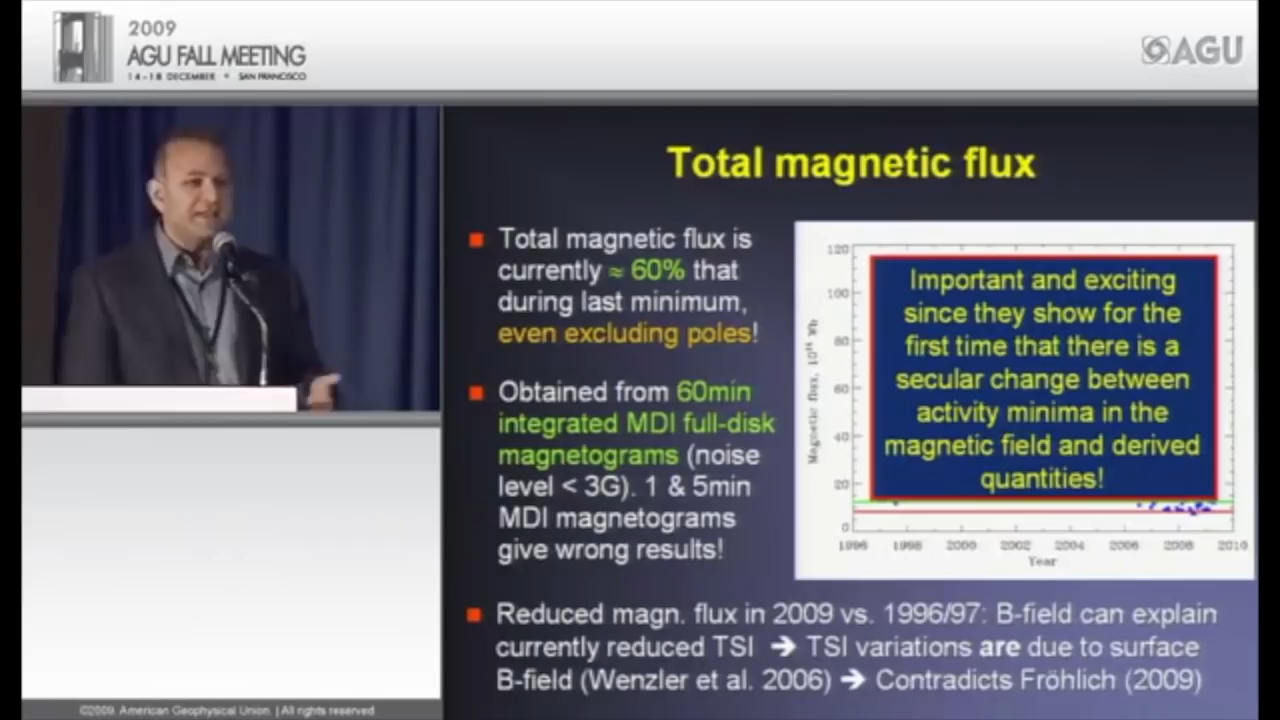 2009
AGU FALL MEETING
14-18 DECEMBER • SAN FRANCISCO
AGU
Total magnetic flux
Total magnetic flux is
currently ≈ 60% that
during last minimum,
even excluding poles!
Obtained from 60min
integrated MDI full-disk
magnetograms (noise
level < 3G). 1 & 5min
MDI magnetograms
give wrong results!
Important and exciting
since they show for the
first time that there is a
secular change between
activity minima in the
magnetic field and derived
quantities!
120
100
80
60
40
20
0
Magnetic flux, Wb
1996 1998 2000 2002 2004 2006 2008 2010
Year
Reduced magn. flux in 2009 vs. 1996/97: B-field can explain
currently reduced TSI ➔ TSI variations are due to surface
B-field (Wenzler et al. 2006) ➔ Contradicts Fröhlich (2009)
©2009. American Geophysical Union. | All rights reserved